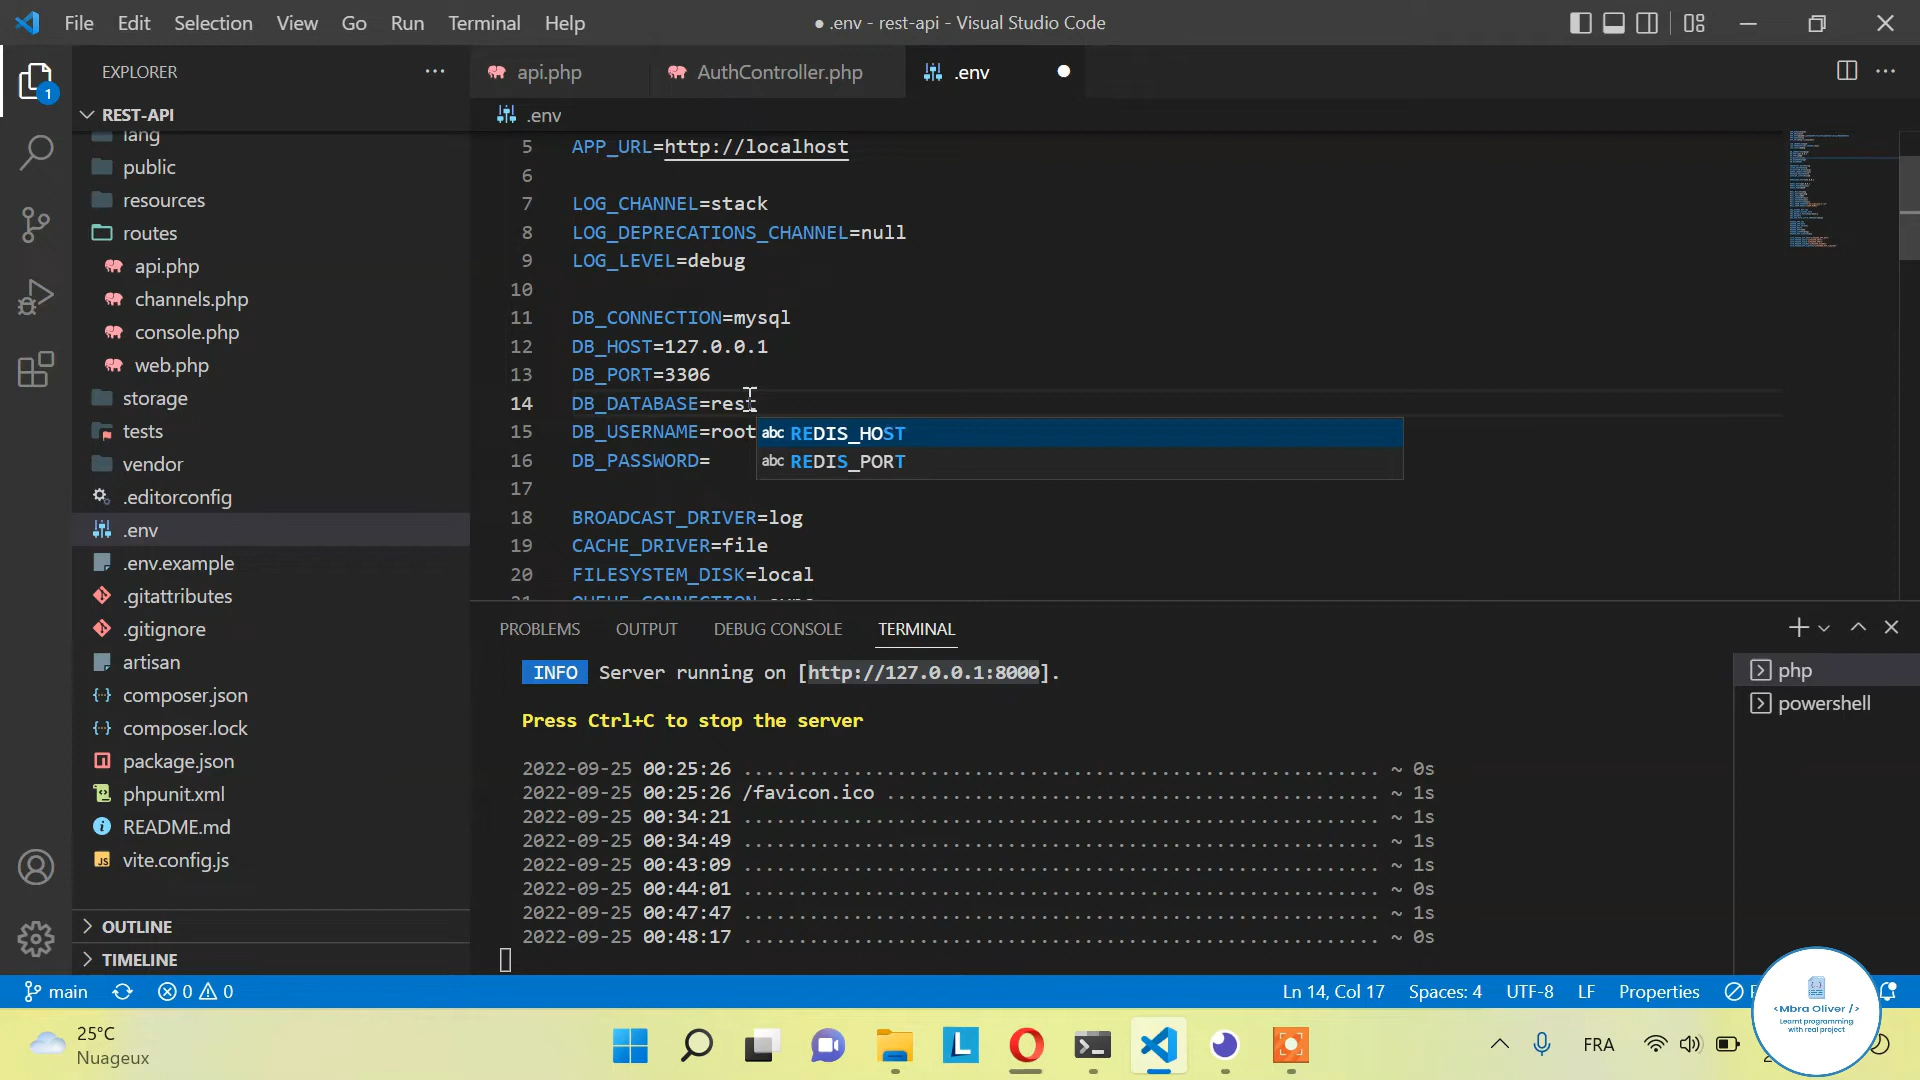 File Edit Selection View Go Run Terminal Help
● .env - rest-api - Visual Studio Code
EXPLORER
1
REST-API
lang
public
resources
routes
api.php
channels.php
console.php
web.php
storage
tests
vendor
.editorconfig
.env
.env.example
.gitattributes
.gitignore
artisan
composer.json
composer.lock
package.json
phpunit.xml
README.md
vite.config.js
OUTLINE
TIMELINE
api.php AuthController.php .env
.env
5 APP_URL=http://localhost
6
7 LOG_CHANNEL=stack
8 LOG_DEPRECATIONS_CHANNEL=null
9 LOG_LEVEL=debug
10
11 DB_CONNECTION=mysql
12 DB_HOST=127.0.0.1
13 DB_PORT=3306
14 DB_DATABASE=rest
15 DB_USERNAME=root
16 DB_PASSWORD=
abc REDIS_HOST
abc REDIS_PORT
17
18 BROADCAST_DRIVER=log
19 CACHE_DRIVER=file
20 FILESYSTEM_DISK=local
PROBLEMS OUTPUT DEBUG CONSOLE TERMINAL
INFO Server running on [http://127.0.0.1:8000].
Press Ctrl+C to stop the server
2022-09-25 00:25:26 .......... ~ 0s
2022-09-25 00:25:26 /favicon.ico .......... ~ 1s
2022-09-25 00:34:21 .......... ~ 1s
2022-09-25 00:34:49 .......... ~ 1s
2022-09-25 00:43:09 .......... ~ 1s
2022-09-25 00:44:01 .......... ~ 0s
2022-09-25 00:47:47 .......... ~ 1s
2022-09-25 00:48:17 .......... ~ 0s
php
powershell
main 0 0
Ln 14, Col 17 Spaces: 4 UTF-8 LF Properties
<Mbra Oliver />
Learnt programming
with real project
25°C
Nuageux
L
FRA